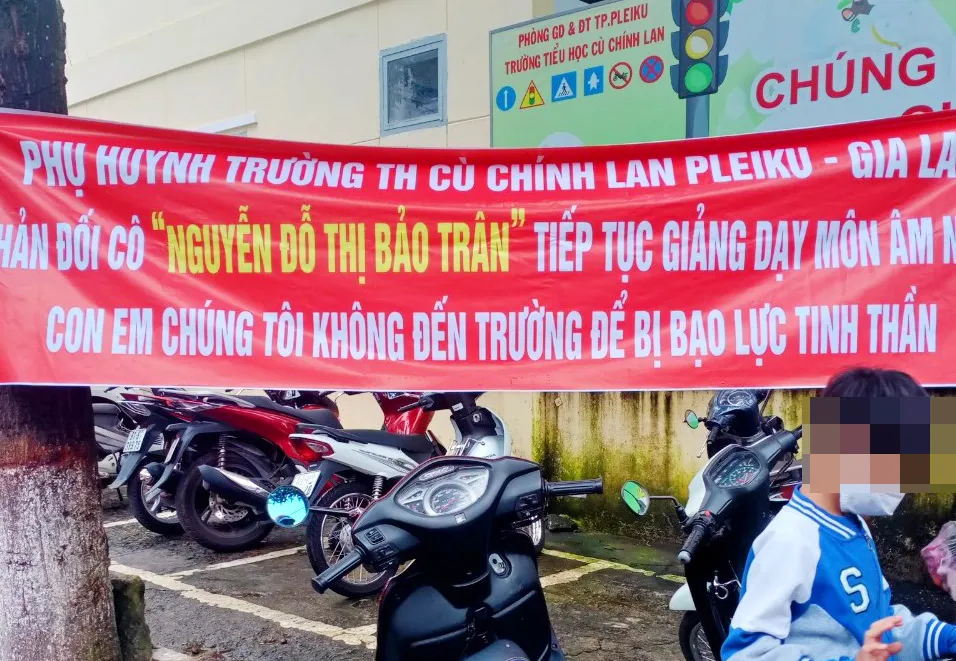 PHÒNG GD & ĐT TP.PLEIKU
TRƯỜNG TIỂU HỌC CÙ CHÍNH LAN
CHÚNG
PHỤ HUYNH TRƯỜNG TH CÙ CHÍNH LAN PLEIKU - GIA LA
HẢN ĐỐI CÔ "NGUYỄN ĐỖ THỊ BẢO TRÂN" TIẾP TỤC GIẢNG DẠY MÔN ÂM N
CON EM CHÚNG TÔI KHÔNG ĐẾN TRƯỜNG ĐỂ BỊ BẠO LỰC TINH THẦN
S